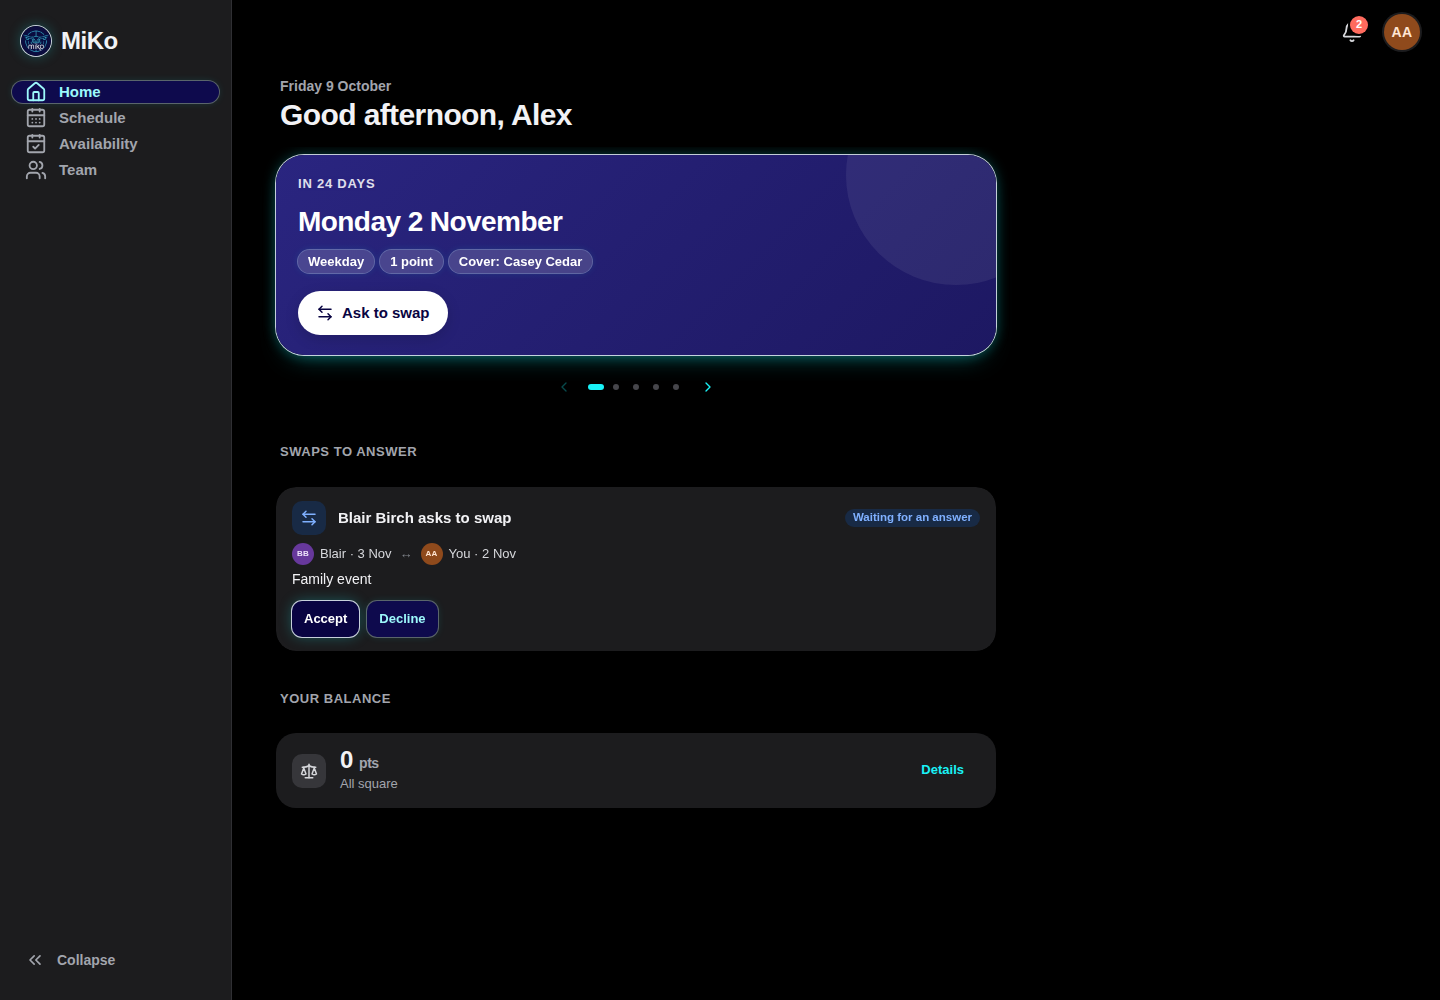 MiKo
Home
Schedule
Availability
Team
Collapse
2
AA
Friday 9 October
Good afternoon, Alex
IN 24 DAYS
Monday 2 November
Weekday 1 point Cover: Casey Cedar
Ask to swap
SWAPS TO ANSWER
Blair Birch asks to swap Waiting for an answer
BB Blair · 3 Nov ↔ AA You · 2 Nov
Family event
Accept Decline
YOUR BALANCE
0 pts
All square
Details